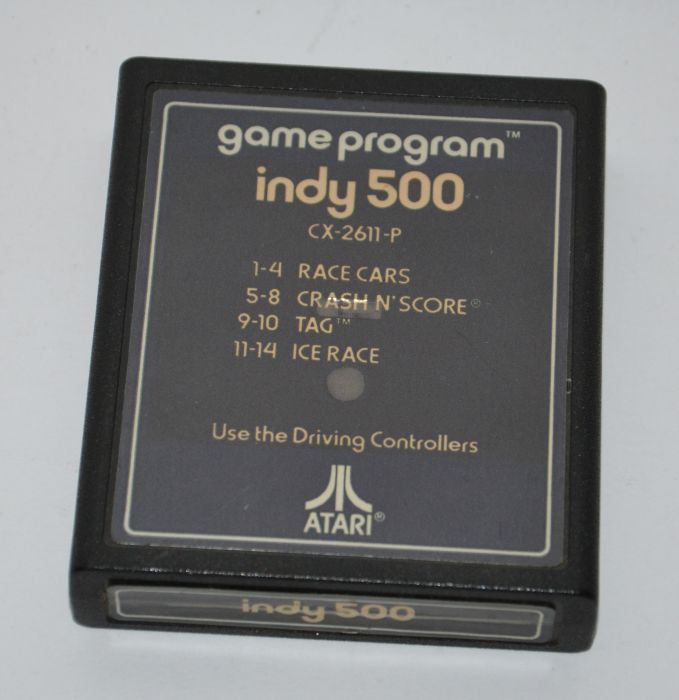 game program™
indy 500
CX-2611-P
1-4 RACE CARS
5-8 CRASH N' SCORE®
9-10 TAG™
11-14 ICE RACE
Use the Driving Controllers
ATARI®
indy 500